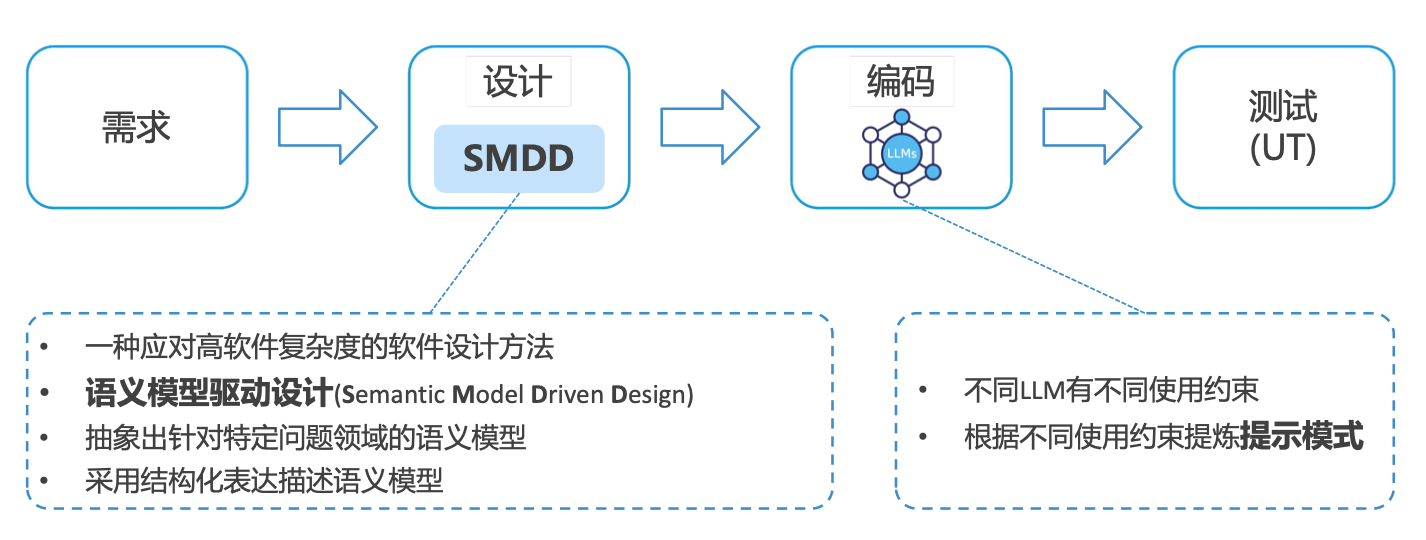 需求
设计
SMDD
编码
LLMs
测试
(UT)
• 一种应对高软件复杂度的软件设计方法
• 语义模型驱动设计(Semantic Model Driven Design)
• 抽象出针对特定问题领域的语义模型
• 采用结构化表达描述语义模型
• 不同LLM有不同使用约束
• 根据不同使用约束提炼提示模式